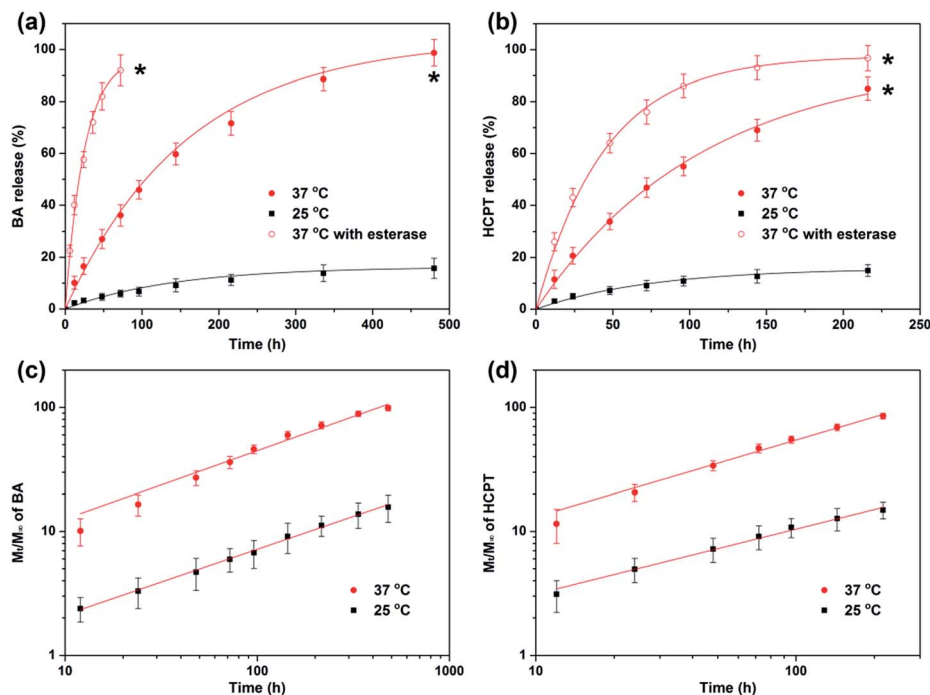 (a)
BA release (%)
100
80
60
40
20
0
*
*
37 °C
25 °C
37 °C with esterase
0
100
200
300
400
500
Time (h)
(b)
HCPT release (%)
100
80
60
40
20
0
*
*
37 °C
25 °C
37 °C with esterase
0
50
100
150
200
250
Time (h)
(c)
Mₜ/M∞ of BA
100
10
1
37 °C
25 °C
10
100
1000
Time (h)
(d)
Mₜ/M∞ of HCPT
100
10
1
37 °C
25 °C
10
100
Time (h)